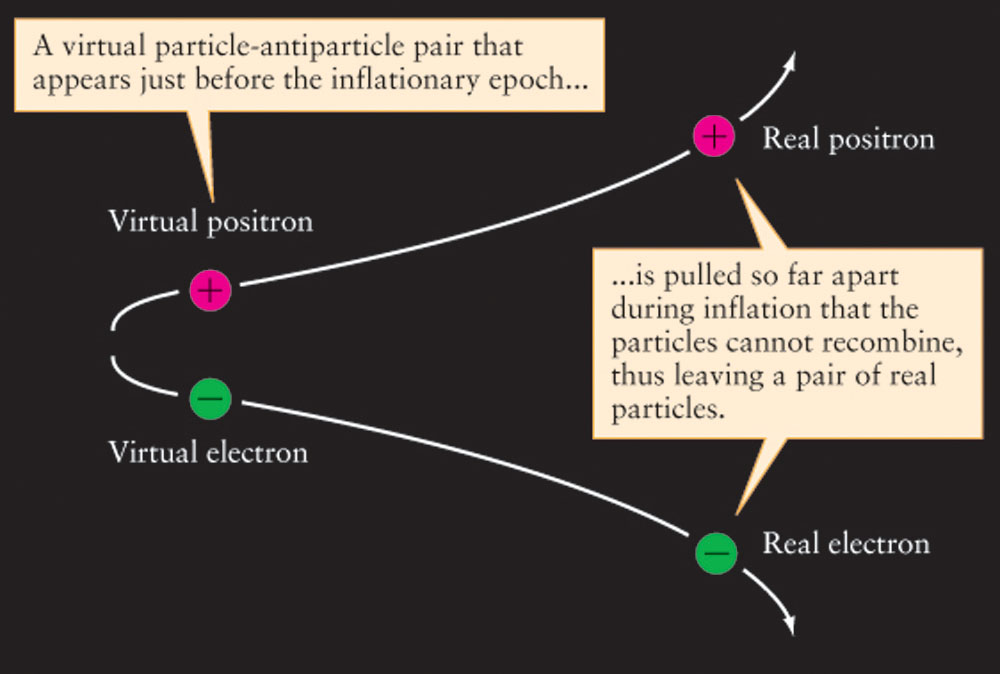 A virtual particle-antiparticle pair that
appears just before the inflationary epoch...
+
Real positron
Virtual positron
+
...is pulled so far apart
during inflation that the
particles cannot recombine,
thus leaving a pair of real
particles.
−
Virtual electron
Real electron
−